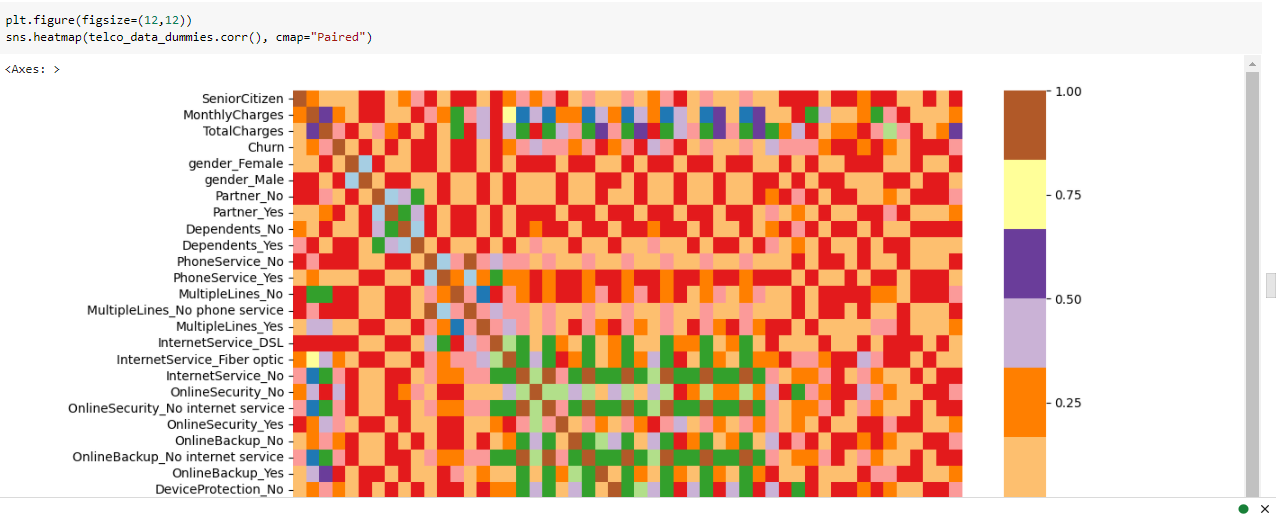 plt.figure(figsize=(12,12))
sns.heatmap(telco_data_dummies.corr(), cmap="Paired")
<Axes: >
SeniorCitizen
MonthlyCharges
TotalCharges
Churn
gender_Female
gender_Male
Partner_No
Partner_Yes
Dependents_No
Dependents_Yes
PhoneService_No
PhoneService_Yes
MultipleLines_No
MultipleLines_No phone service
MultipleLines_Yes
InternetService_DSL
InternetService_Fiber optic
InternetService_No
OnlineSecurity_No
OnlineSecurity_No internet service
OnlineSecurity_Yes
OnlineBackup_No
OnlineBackup_No internet service
OnlineBackup_Yes
DeviceProtection_No
1.00
0.75
0.50
0.25